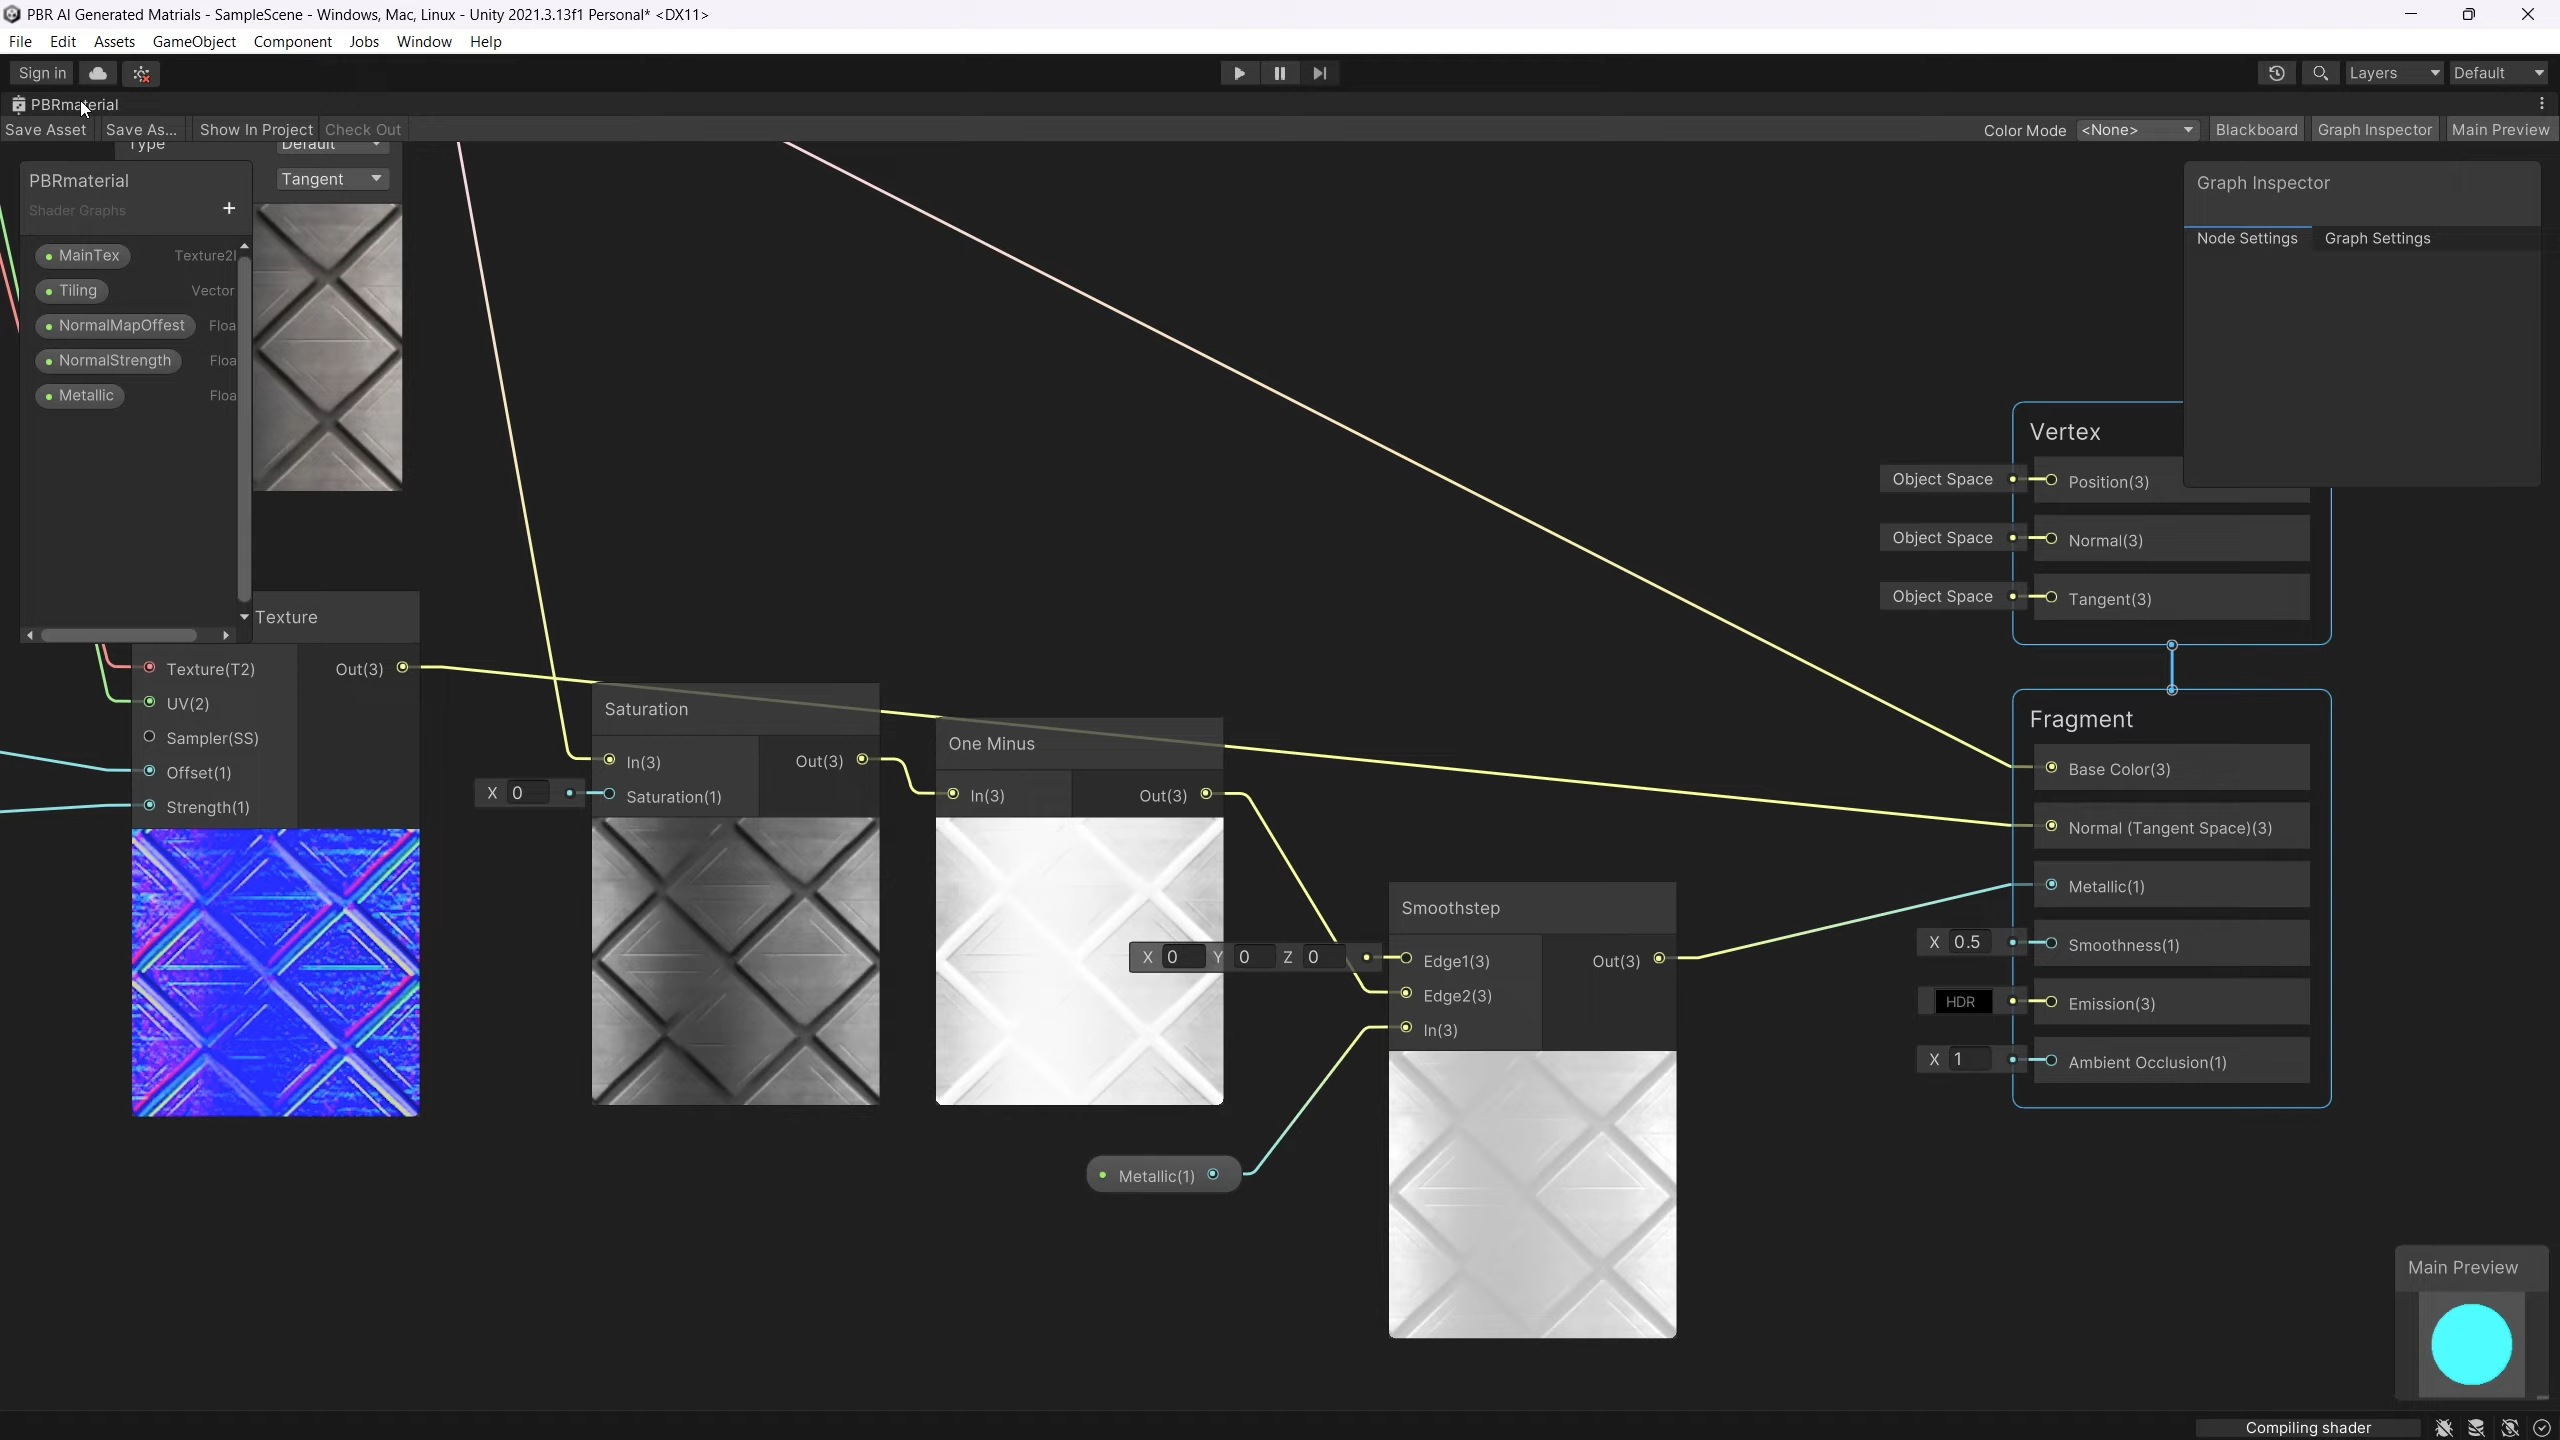 PBR AI Generated Matrials - SampleScene - Windows, Mac, Linux - Unity 2021.3.13f1 Personal* <DX11>
File Edit Assets GameObject Component Jobs Window Help
Sign in Layers Default
PBRmaterial
Save Asset Save As... Show In Project Check Out Color Mode <None> Blackboard Graph Inspector Main Preview
Type Default
Tangent
PBRmaterial
Shader Graphs +
MainTex Texture2
Tiling Vector
NormalMapOffest Floa
NormalStrength Floa
Metallic Floa
Graph Inspector
Node Settings Graph Settings
Vertex
Object Space Position(3)
Object Space Normal(3)
Object Space Tangent(3)
Texture
Texture(T2) Out(3)
UV(2)
Sampler(SS)
Offset(1)
Strength(1)
Saturation
In(3) Out(3)
X 0 Saturation(1)
One Minus
In(3) Out(3)
Smoothstep
X 0 Y 0 Z 0 Edge1(3) Out(3)
Edge2(3)
In(3)
Metallic(1)
Fragment
Base Color(3)
Normal (Tangent Space)(3)
Metallic(1)
X 0.5 Smoothness(1)
HDR Emission(3)
X 1 Ambient Occlusion(1)
Main Preview
Compiling shader